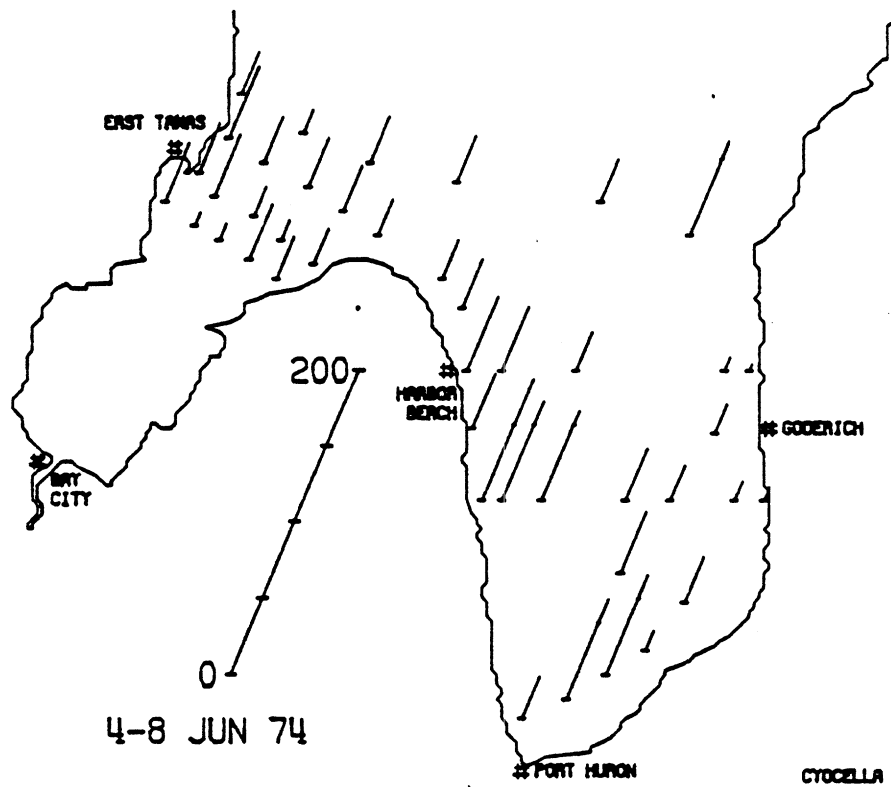 EAST TAWAS
200
HARBOR
BEACH
GODERICH
BAY
CITY
0
4-8 JUN 74
PORT HURON
CYOCELLA